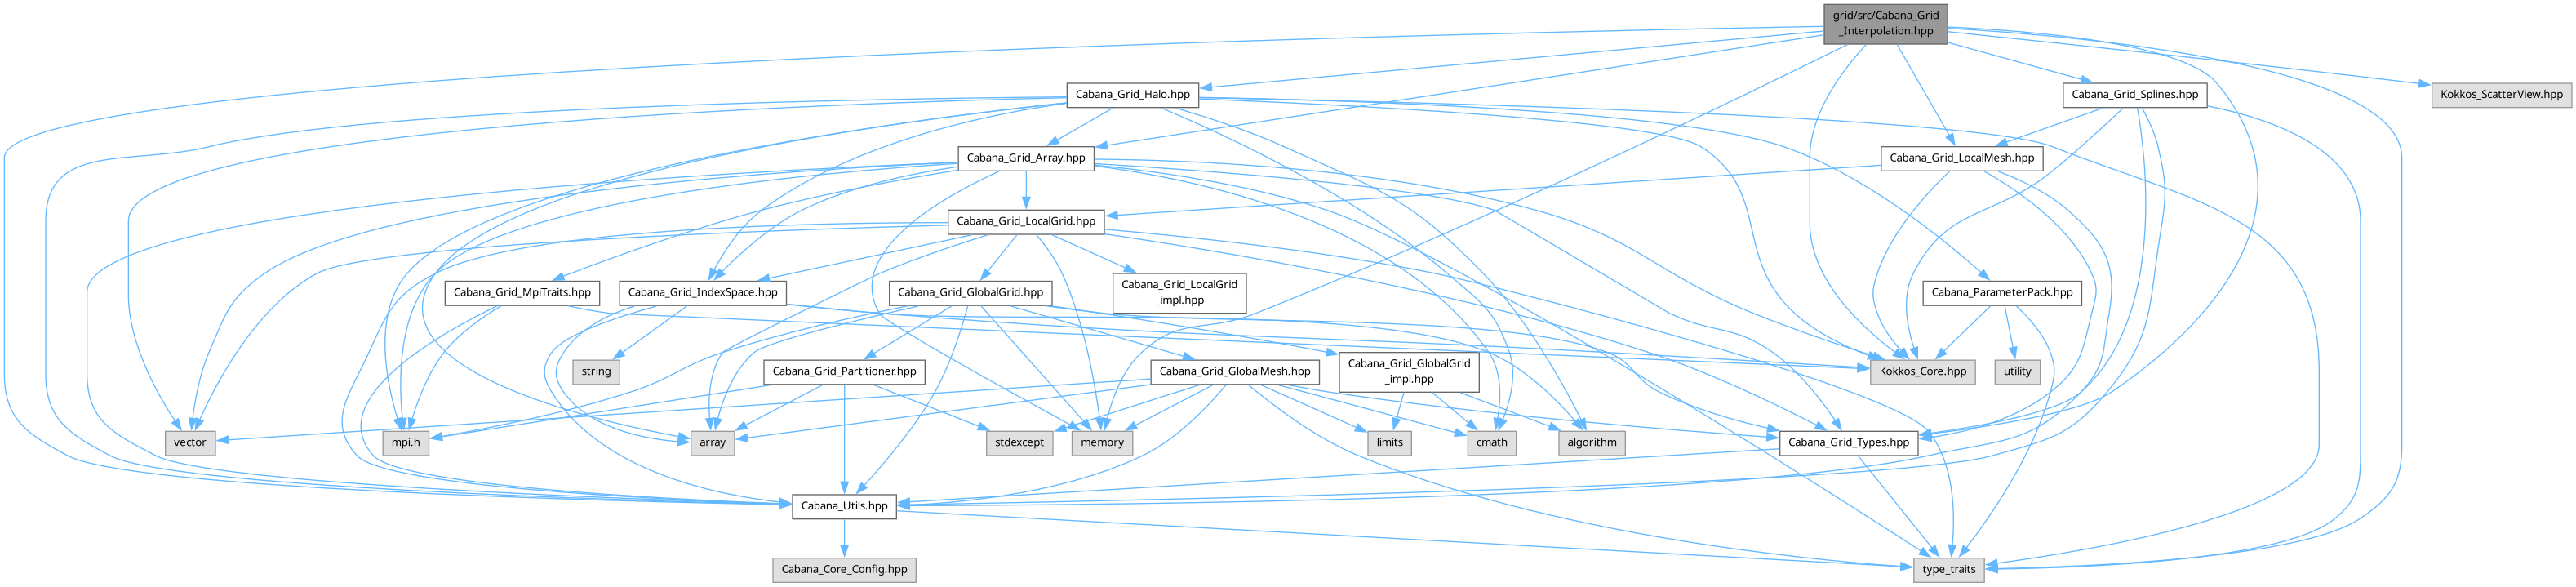 grid/src/Cabana_Grid
_Interpolation.hpp
Cabana_Grid_Halo.hpp
Cabana_Grid_Splines.hpp
Kokkos_ScatterView.hpp
Cabana_Grid_Array.hpp
Cabana_Grid_LocalMesh.hpp
Cabana_Grid_LocalGrid.hpp
Cabana_Grid_MpiTraits.hpp
Cabana_Grid_IndexSpace.hpp
Cabana_Grid_GlobalGrid.hpp
Cabana_Grid_LocalGrid
_impl.hpp
Cabana_ParameterPack.hpp
string
Cabana_Grid_Partitioner.hpp
Cabana_Grid_GlobalMesh.hpp
Cabana_Grid_GlobalGrid
_impl.hpp
Kokkos_Core.hpp
utility
vector
mpi.h
array
stdexcept
memory
limits
cmath
algorithm
Cabana_Grid_Types.hpp
Cabana_Utils.hpp
Cabana_Core_Config.hpp
type_traits